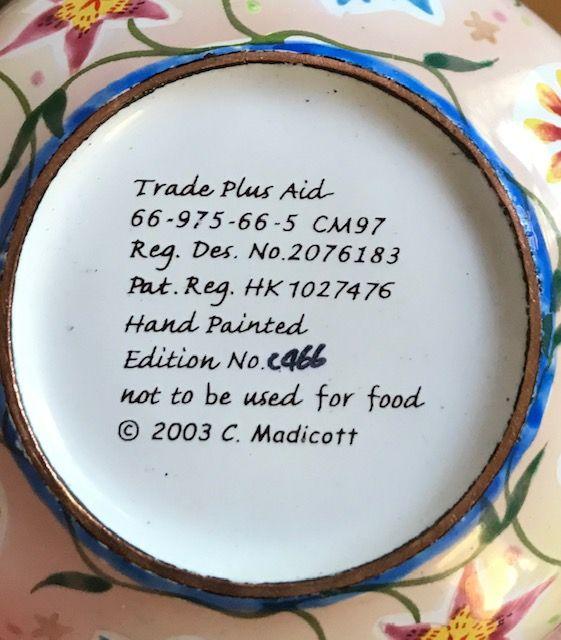 Trade Plus Aid
66-975-66-5 CM97
Reg. Des. No.2076183
Pat. Reg. HK 1027476
Hand Painted
Edition No. C466
not to be used for food
© 2003 C. Madicott